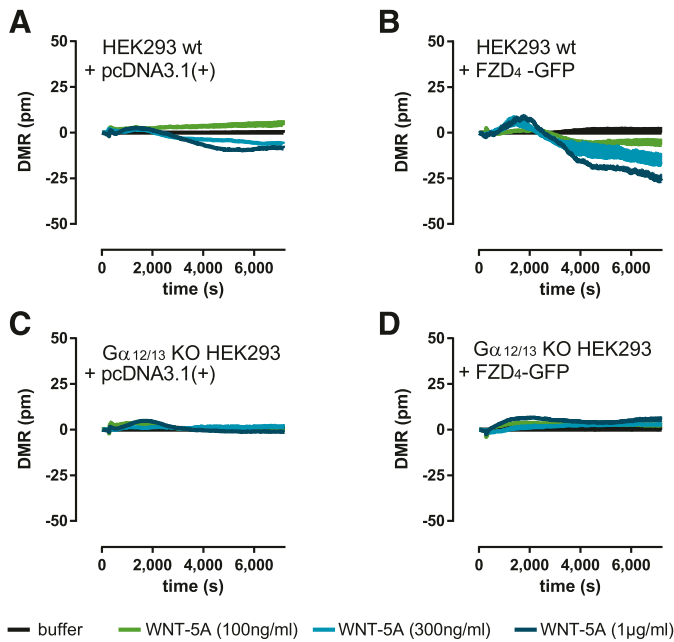 A
HEK293 wt
+ pcDNA3.1(+)
50
25
0
-25
-50
DMR (pm)
0 2,000 4,000 6,000
time (s)
B
HEK293 wt
+ FZD4 -GFP
50
25
0
-25
-50
DMR (pm)
0 2,000 4,000 6,000
time (s)
C
Gα12/13 KO HEK293
+ pcDNA3.1(+)
50
25
0
-25
-50
DMR (pm)
0 2,000 4,000 6,000
time (s)
D
Gα12/13 KO HEK293
+ FZD4-GFP
50
25
0
-25
-50
DMR (pm)
0 2,000 4,000 6,000
time (s)
buffer WNT-5A (100ng/ml) WNT-5A (300ng/ml) WNT-5A (1µg/ml)